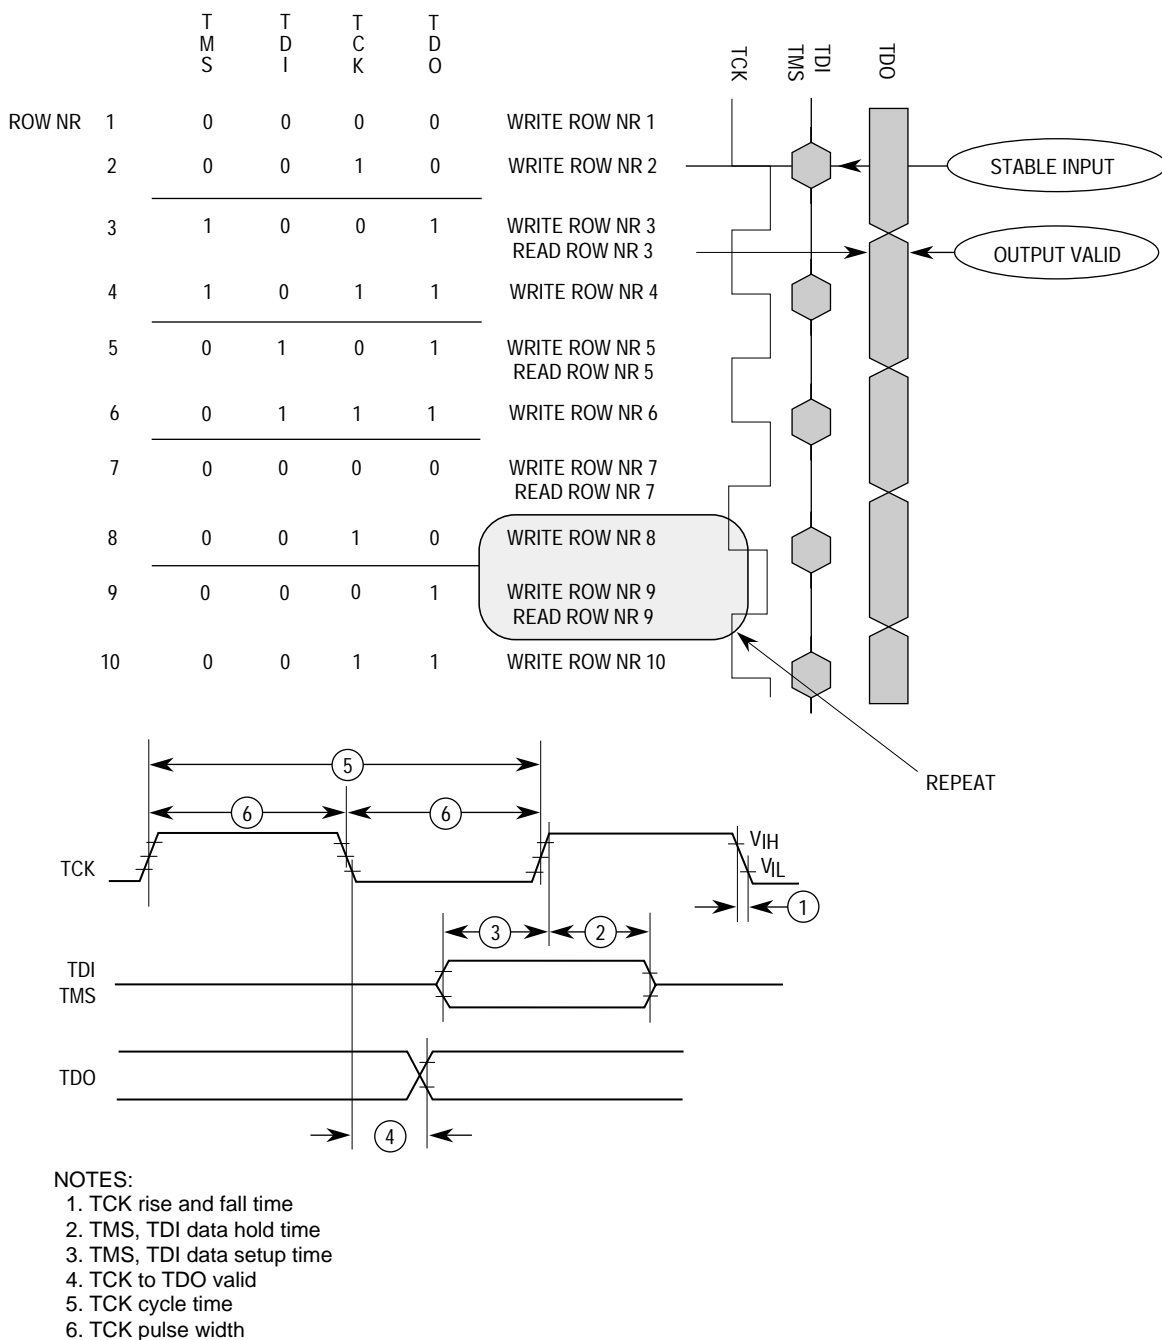 TMS TDI TCK TDO
TCK TMS TDI TDO
ROW NR 1 0 0 0 0 WRITE ROW NR 1
2 0 0 1 0 WRITE ROW NR 2
STABLE INPUT
3 1 0 0 1 WRITE ROW NR 3
READ ROW NR 3
OUTPUT VALID
4 1 0 1 1 WRITE ROW NR 4
5 0 1 0 1 WRITE ROW NR 5
READ ROW NR 5
6 0 1 1 1 WRITE ROW NR 6
7 0 0 0 0 WRITE ROW NR 7
READ ROW NR 7
8 0 0 1 0 WRITE ROW NR 8
9 0 0 0 1 WRITE ROW NR 9
READ ROW NR 9
10 0 0 1 1 WRITE ROW NR 10
REPEAT
5
6 6
TCK
VIH
VIL
1
3 2
TDI
TMS
TDO
4
NOTES:
1. TCK rise and fall time
2. TMS, TDI data hold time
3. TMS, TDI data setup time
4. TCK to TDO valid
5. TCK cycle time
6. TCK pulse width